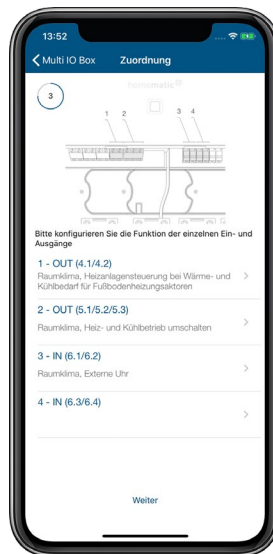 13:52
Multi IO Box Zuordnung
homematic IP
3
1 2 3 4
Bitte konfigurieren Sie die Funktion der einzelnen Ein- und
Ausgänge
1 - OUT (4.1/4.2)
Raumklima, Heizanlagensteuerung bei Wärme- und
Kühlbedarf für Fußbodenheizungsaktoren
2 - OUT (5.1/5.2/5.3)
Raumklima, Heiz- und Kühlbetrieb umschalten
3 - IN (6.1/6.2)
Raumklima, Externe Uhr
4 - IN (6.3/6.4)
Weiter